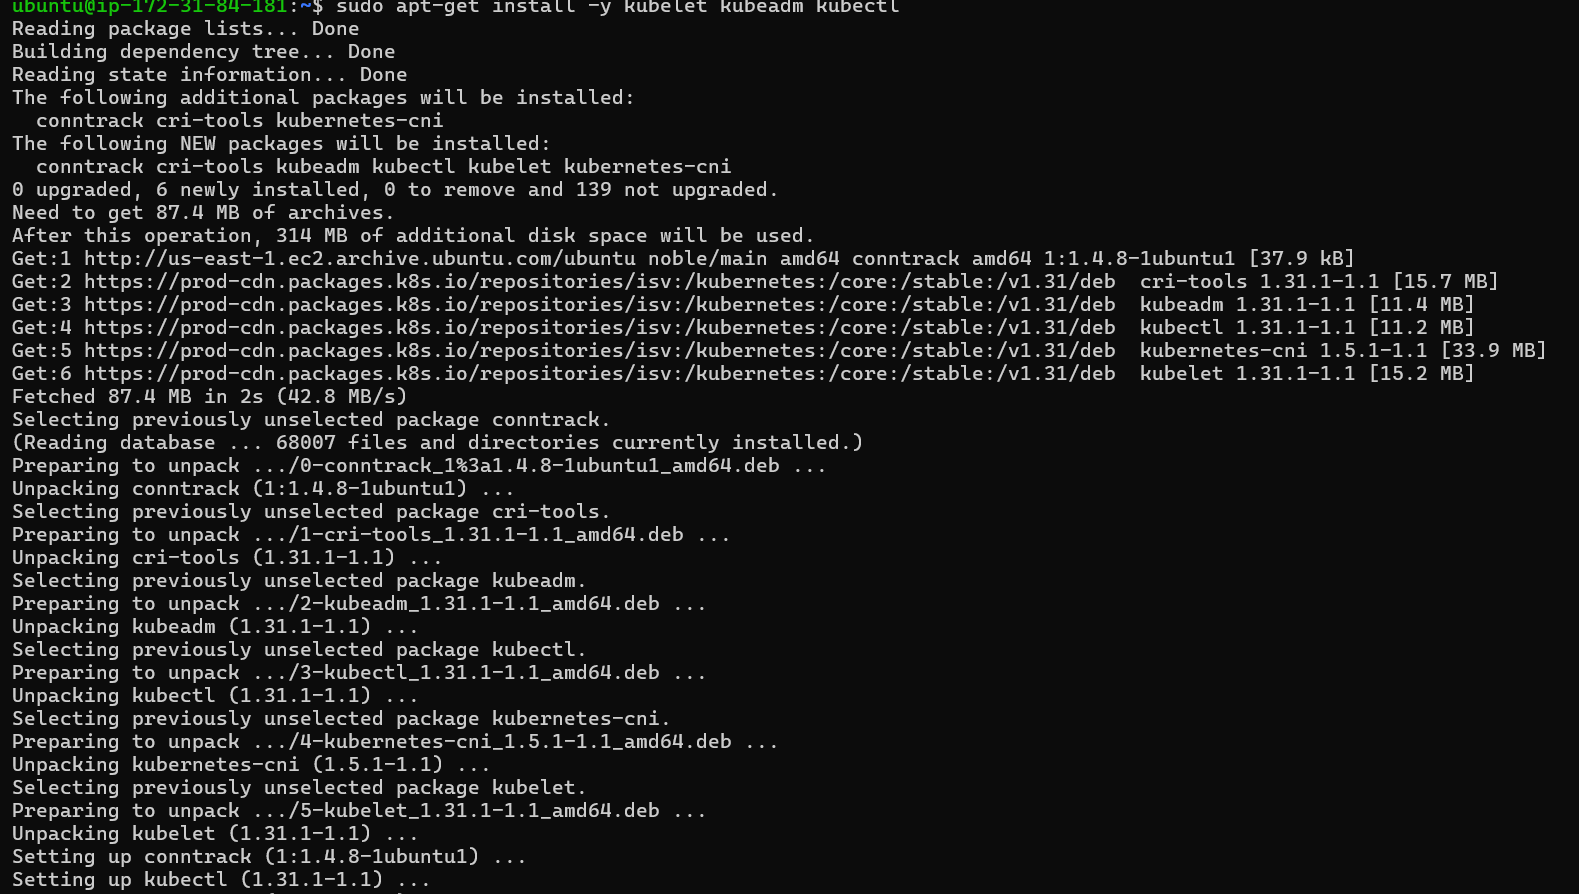 ubuntu@ip-172-31-84-181:~$ sudo apt-get install -y kubelet kubeadm kubectl
Reading package lists... Done
Building dependency tree... Done
Reading state information... Done
The following additional packages will be installed:
  conntrack cri-tools kubernetes-cni
The following NEW packages will be installed:
  conntrack cri-tools kubeadm kubectl kubelet kubernetes-cni
0 upgraded, 6 newly installed, 0 to remove and 139 not upgraded.
Need to get 87.4 MB of archives.
After this operation, 314 MB of additional disk space will be used.
Get:1 http://us-east-1.ec2.archive.ubuntu.com/ubuntu noble/main amd64 conntrack amd64 1:1.4.8-1ubuntu1 [37.9 kB]
Get:2 https://prod-cdn.packages.k8s.io/repositories/isv:/kubernetes:/core:/stable:/v1.31/deb  cri-tools 1.31.1-1.1 [15.7 MB]
Get:3 https://prod-cdn.packages.k8s.io/repositories/isv:/kubernetes:/core:/stable:/v1.31/deb  kubeadm 1.31.1-1.1 [11.4 MB]
Get:4 https://prod-cdn.packages.k8s.io/repositories/isv:/kubernetes:/core:/stable:/v1.31/deb  kubectl 1.31.1-1.1 [11.2 MB]
Get:5 https://prod-cdn.packages.k8s.io/repositories/isv:/kubernetes:/core:/stable:/v1.31/deb  kubernetes-cni 1.5.1-1.1 [33.9 MB]
Get:6 https://prod-cdn.packages.k8s.io/repositories/isv:/kubernetes:/core:/stable:/v1.31/deb  kubelet 1.31.1-1.1 [15.2 MB]
Fetched 87.4 MB in 2s (42.8 MB/s)
Selecting previously unselected package conntrack.
(Reading database ... 68007 files and directories currently installed.)
Preparing to unpack .../0-conntrack_1%3a1.4.8-1ubuntu1_amd64.deb ...
Unpacking conntrack (1:1.4.8-1ubuntu1) ...
Selecting previously unselected package cri-tools.
Preparing to unpack .../1-cri-tools_1.31.1-1.1_amd64.deb ...
Unpacking cri-tools (1.31.1-1.1) ...
Selecting previously unselected package kubeadm.
Preparing to unpack .../2-kubeadm_1.31.1-1.1_amd64.deb ...
Unpacking kubeadm (1.31.1-1.1) ...
Selecting previously unselected package kubectl.
Preparing to unpack .../3-kubectl_1.31.1-1.1_amd64.deb ...
Unpacking kubectl (1.31.1-1.1) ...
Selecting previously unselected package kubernetes-cni.
Preparing to unpack .../4-kubernetes-cni_1.5.1-1.1_amd64.deb ...
Unpacking kubernetes-cni (1.5.1-1.1) ...
Selecting previously unselected package kubelet.
Preparing to unpack .../5-kubelet_1.31.1-1.1_amd64.deb ...
Unpacking kubelet (1.31.1-1.1) ...
Setting up conntrack (1:1.4.8-1ubuntu1) ...
Setting up kubectl (1.31.1-1.1) ...